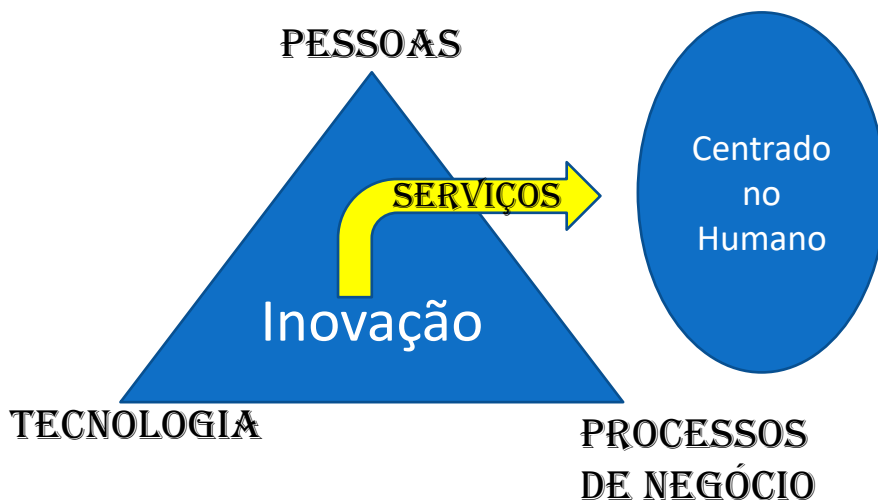 PESSOAS
SERVIÇOS
Centrado
no
Humano
Inovação
TECNOLOGIA
PROCESSOS
DE NEGÓCIO